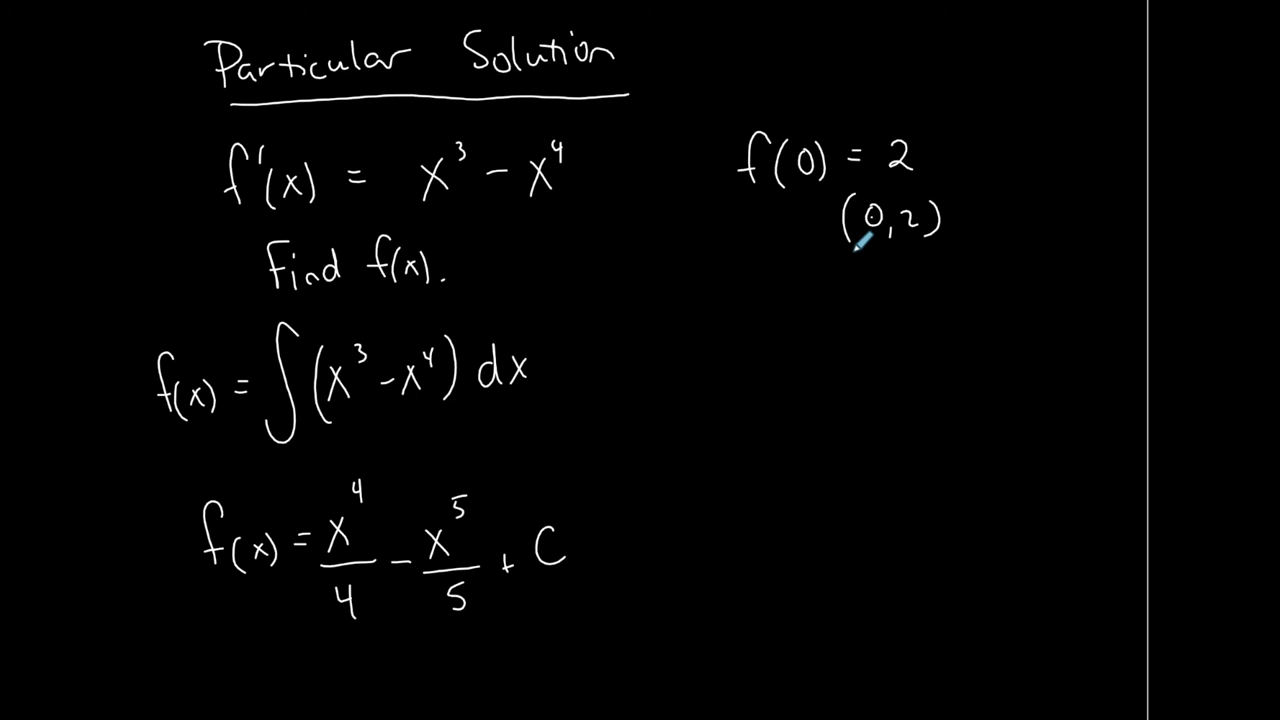 Particular Solution
f'(x) = x³ - x⁴
Find f(x).
f(x) = ∫(x³ - x⁴) dx
f(x) = x⁴/4 - x⁵/5 + C
f(0) = 2
(0,2)